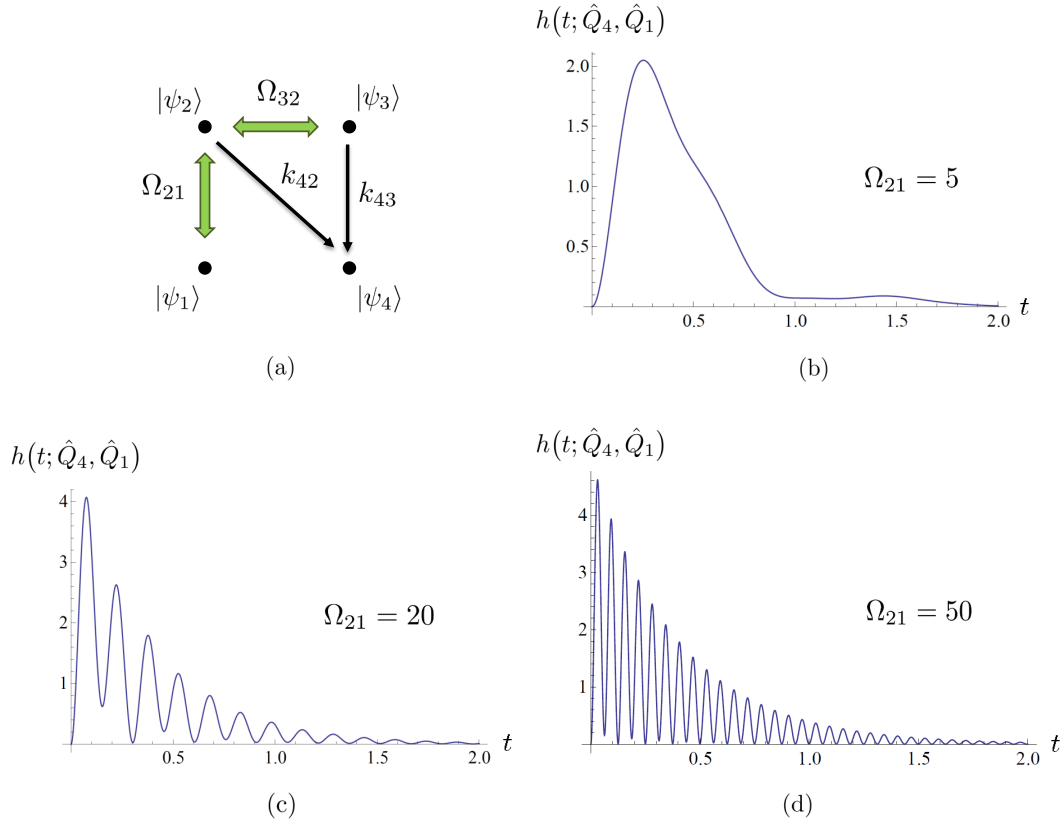 |ψ₂⟩ Ω₃₂ |ψ₃⟩
Ω₂₁ k₄₂ k₄₃
|ψ₁⟩ |ψ₄⟩
(a)
h(t; Q̂₄, Q̂₁)
2.0
1.5
1.0
0.5
Ω₂₁ = 5
0.5 1.0 1.5 2.0 t
(b)
h(t; Q̂₄, Q̂₁)
4
3
2
1
Ω₂₁ = 20
0.5 1.0 1.5 2.0 t
(c)
h(t; Q̂₄, Q̂₁)
4
3
2
1
Ω₂₁ = 50
0.5 1.0 1.5 2.0 t
(d)